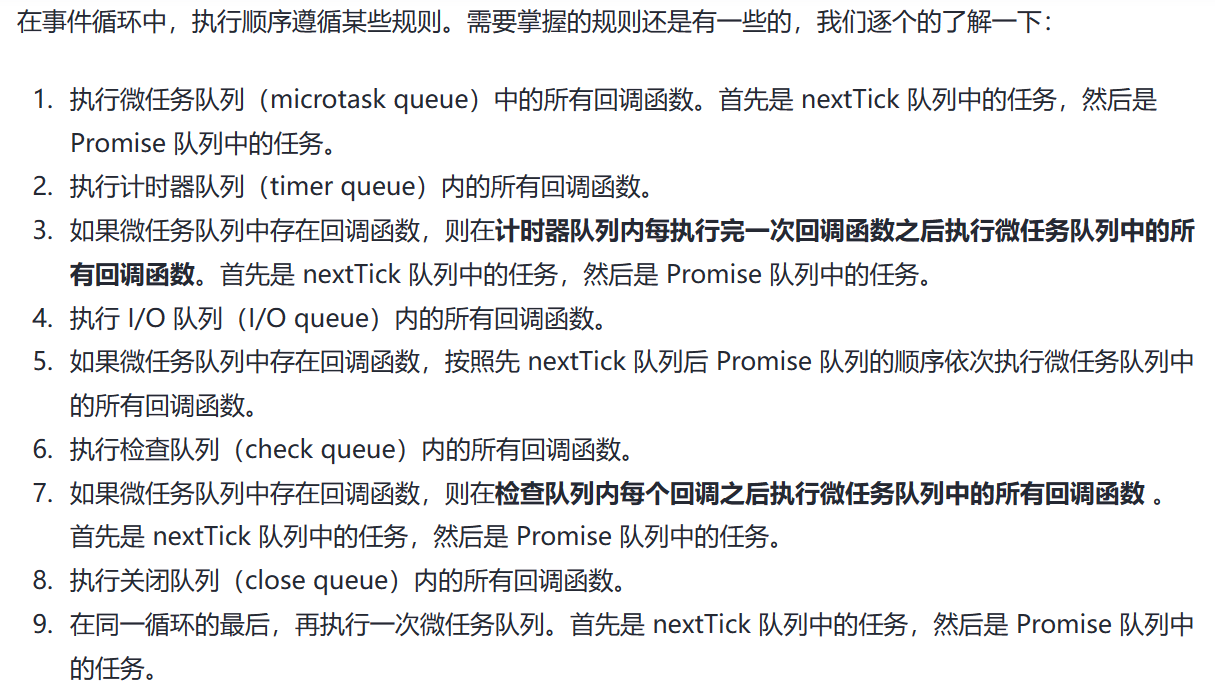 在事件循环中，执行顺序遵循某些规则。需要掌握的规则还是有一些的，我们逐个的了解一下：
1. 执行微任务队列（microtask queue）中的所有回调函数。首先是 nextTick 队列中的任务，然后是
Promise 队列中的任务。
2. 执行计时器队列（timer queue）内的所有回调函数。
3. 如果微任务队列中存在回调函数，则在计时器队列内每执行完一次回调函数之后执行微任务队列中的所
有回调函数。首先是 nextTick 队列中的任务，然后是 Promise 队列中的任务。
4. 执行 I/O 队列（I/O queue）内的所有回调函数。
5. 如果微任务队列中存在回调函数，按照先 nextTick 队列后 Promise 队列的顺序依次执行微任务队列中
的所有回调函数。
6. 执行检查队列（check queue）内的所有回调函数。
7. 如果微任务队列中存在回调函数，则在检查队列内每个回调之后执行微任务队列中的所有回调函数 。
首先是 nextTick 队列中的任务，然后是 Promise 队列中的任务。
8. 执行关闭队列（close queue）内的所有回调函数。
9. 在同一循环的最后，再执行一次微任务队列。首先是 nextTick 队列中的任务，然后是 Promise 队列中
的任务。